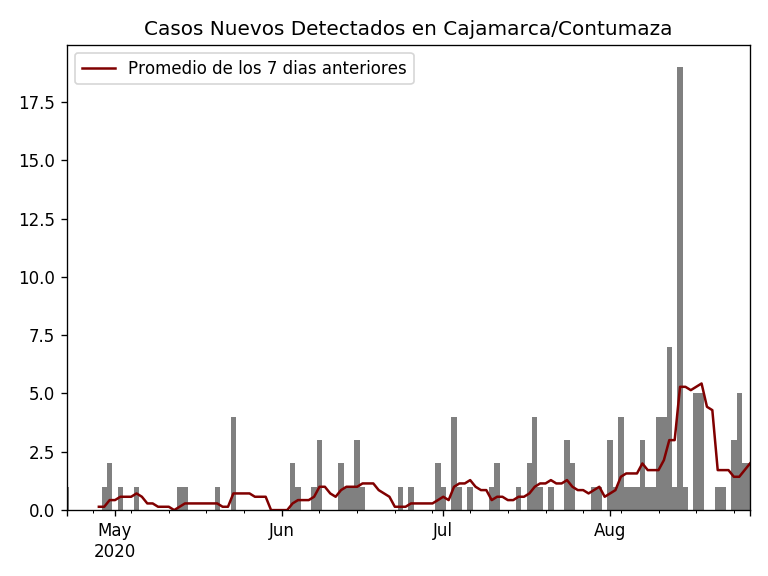 Casos Nuevos Detectados en Cajamarca/Contumaza
Promedio de los 7 dias anteriores
17.5
15.0
12.5
10.0
7.5
5.0
2.5
0.0
May
2020
Jun
Jul
Aug